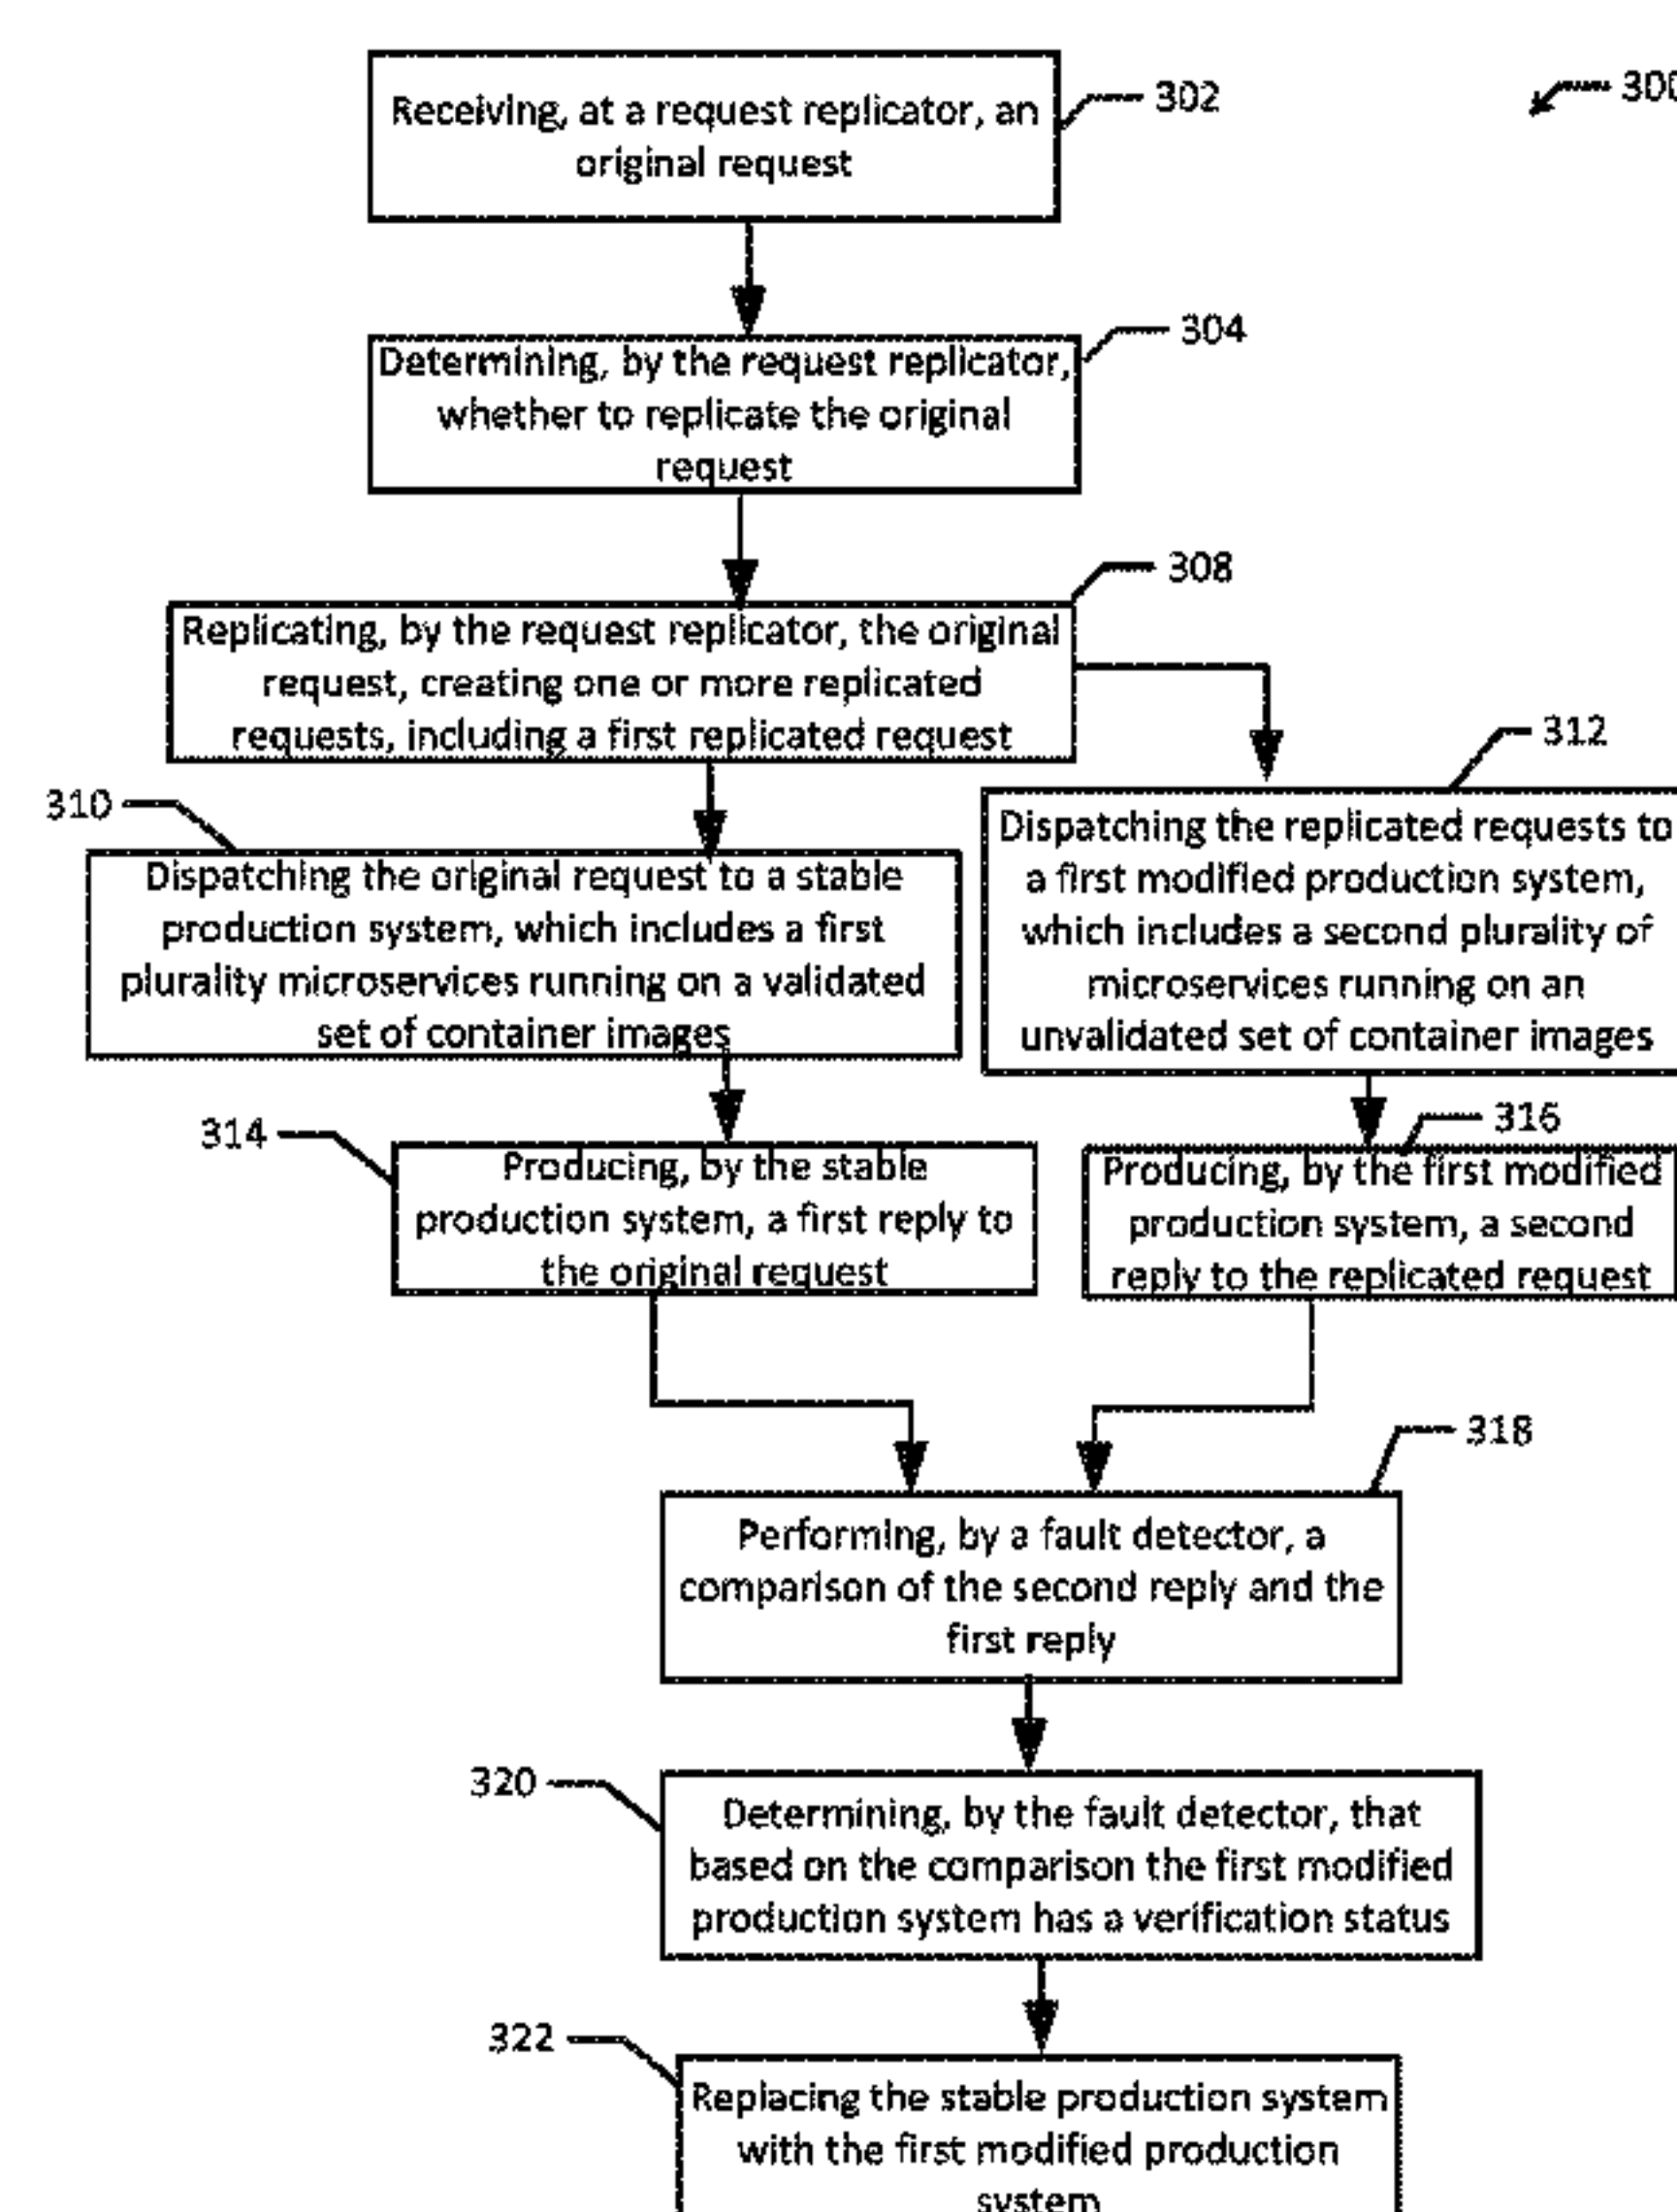 300
302
Receiving, at a request replicator, an
original request
304
Determining, by the request replicator,
whether to replicate the original
request
308
Replicating, by the request replicator, the original
request, creating one or more replicated
requests, including a first replicated request
310
Dispatching the original request to a stable
production system, which includes a first
plurality microservices running on a validated
set of container images
312
Dispatching the replicated requests to
a first modified production system,
which includes a second plurality of
microservices running on an
unvalidated set of container images
314
Producing, by the stable
production system, a first reply to
the original request
316
Producing, by the first modified
production system, a second
reply to the replicated request
318
Performing, by a fault detector, a
comparison of the second reply and the
first reply
320
Determining, by the fault detector, that
based on the comparison the first modified
production system has a verification status
322
Replacing the stable production system
with the first modified production
system